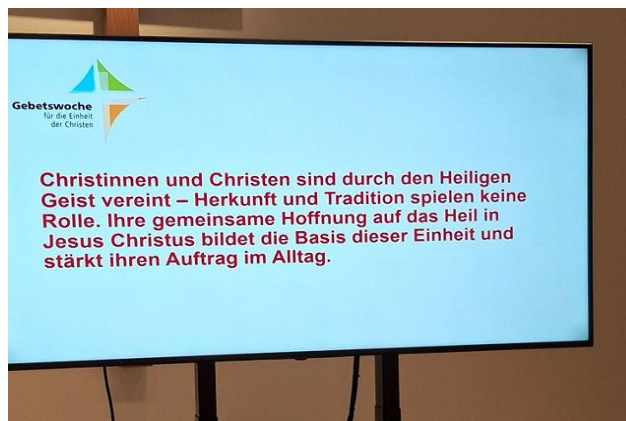 Gebetswoche
für die Einheit
der Christen
Christinnen und Christen sind durch den Heiligen
Geist vereint – Herkunft und Tradition spielen keine
Rolle. Ihre gemeinsame Hoffnung auf das Heil in
Jesus Christus bildet die Basis dieser Einheit und
stärkt ihren Auftrag im Alltag.